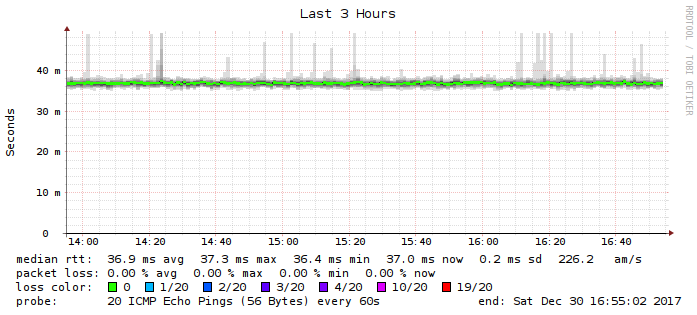 Last 3 Hours
RRDTOOL / TOBI OETIKER
Seconds
40 m
30 m
20 m
10 m
0
14:00 14:20 14:40 15:00 15:20 15:40 16:00 16:20 16:40
median rtt: 36.9 ms avg 37.3 ms max 36.4 ms min 37.0 ms now 0.2 ms sd 226.2 am/s
packet loss: 0.00 % avg 0.00 % max 0.00 % min 0.00 % now
loss color: 0 1/20 2/20 3/20 4/20 10/20 19/20
probe: 20 ICMP Echo Pings (56 Bytes) every 60s end: Sat Dec 30 16:55:02 2017